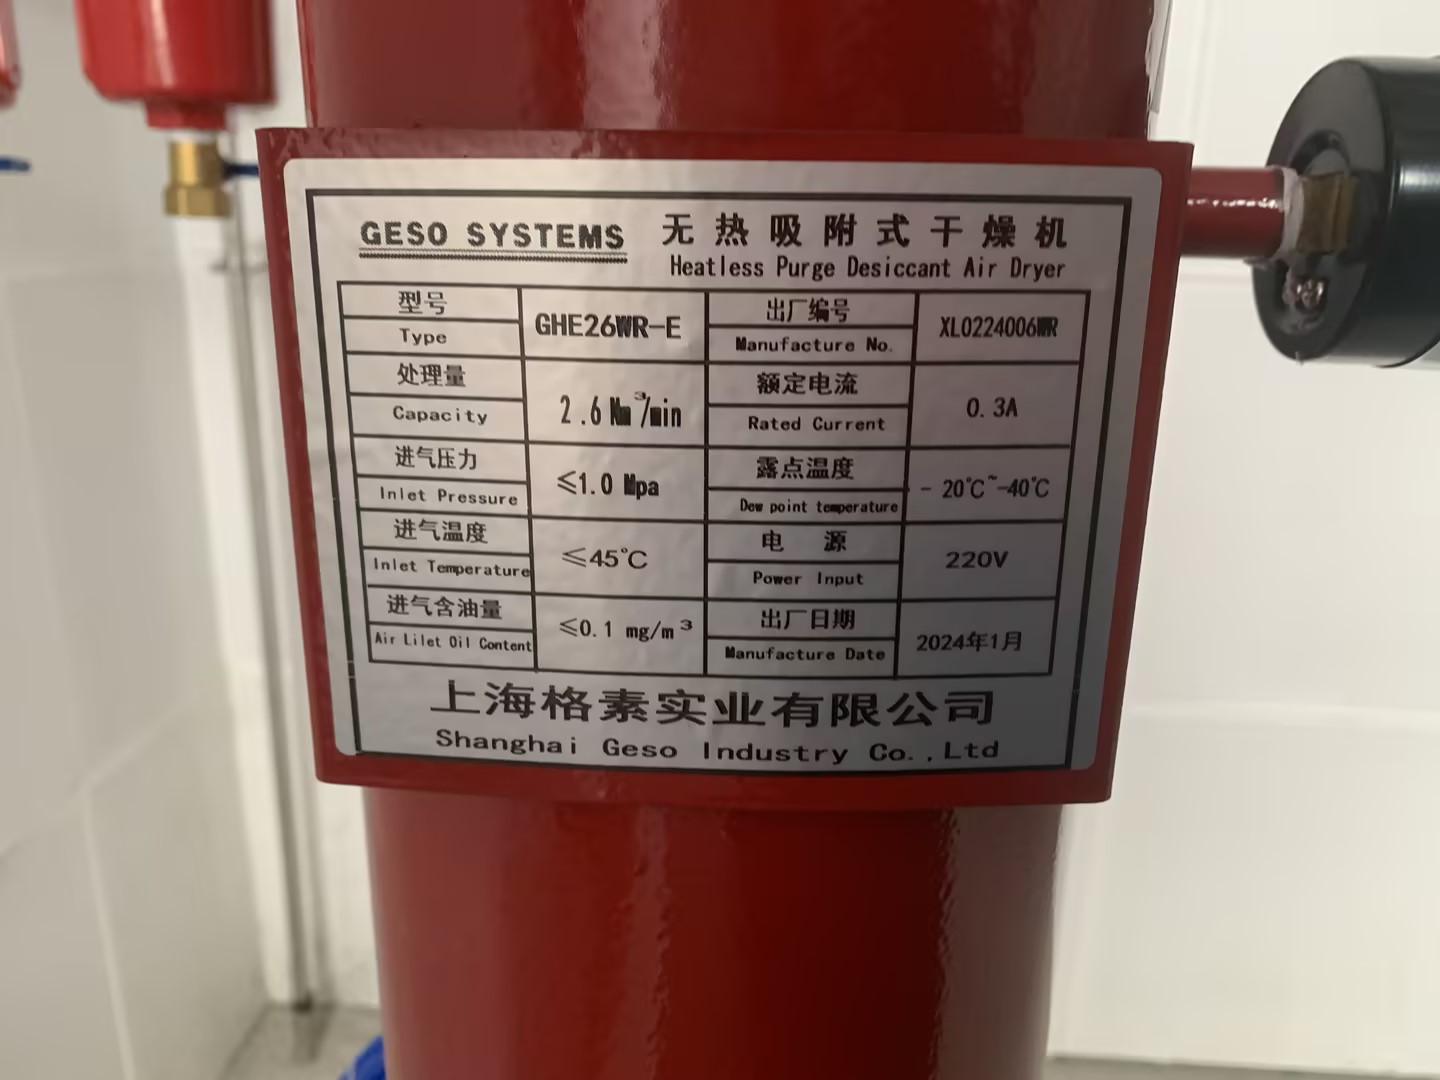 GESO SYSTEMS 无热吸附式干燥机
Heatless Purge Desiccant Air Dryer
型号
Type
GHE26WR-E
出厂编号
Manufacture No.
XL0224006WR
处理量
Capacity
2.6 Nm³/min
额定电流
Rated Current
0.3A
进气压力
Inlet Pressure
≤1.0 Mpa
露点温度
Dew point temperature
- 20℃~-40℃
进气温度
Inlet Temperature
≤45℃
电 源
Power Input
220V
进气含油量
Air Lilet Oil Content
≤0.1 mg/m³
出厂日期
Manufacture Date
2024年1月
上海格素实业有限公司
Shanghai Geso Industry Co.,Ltd